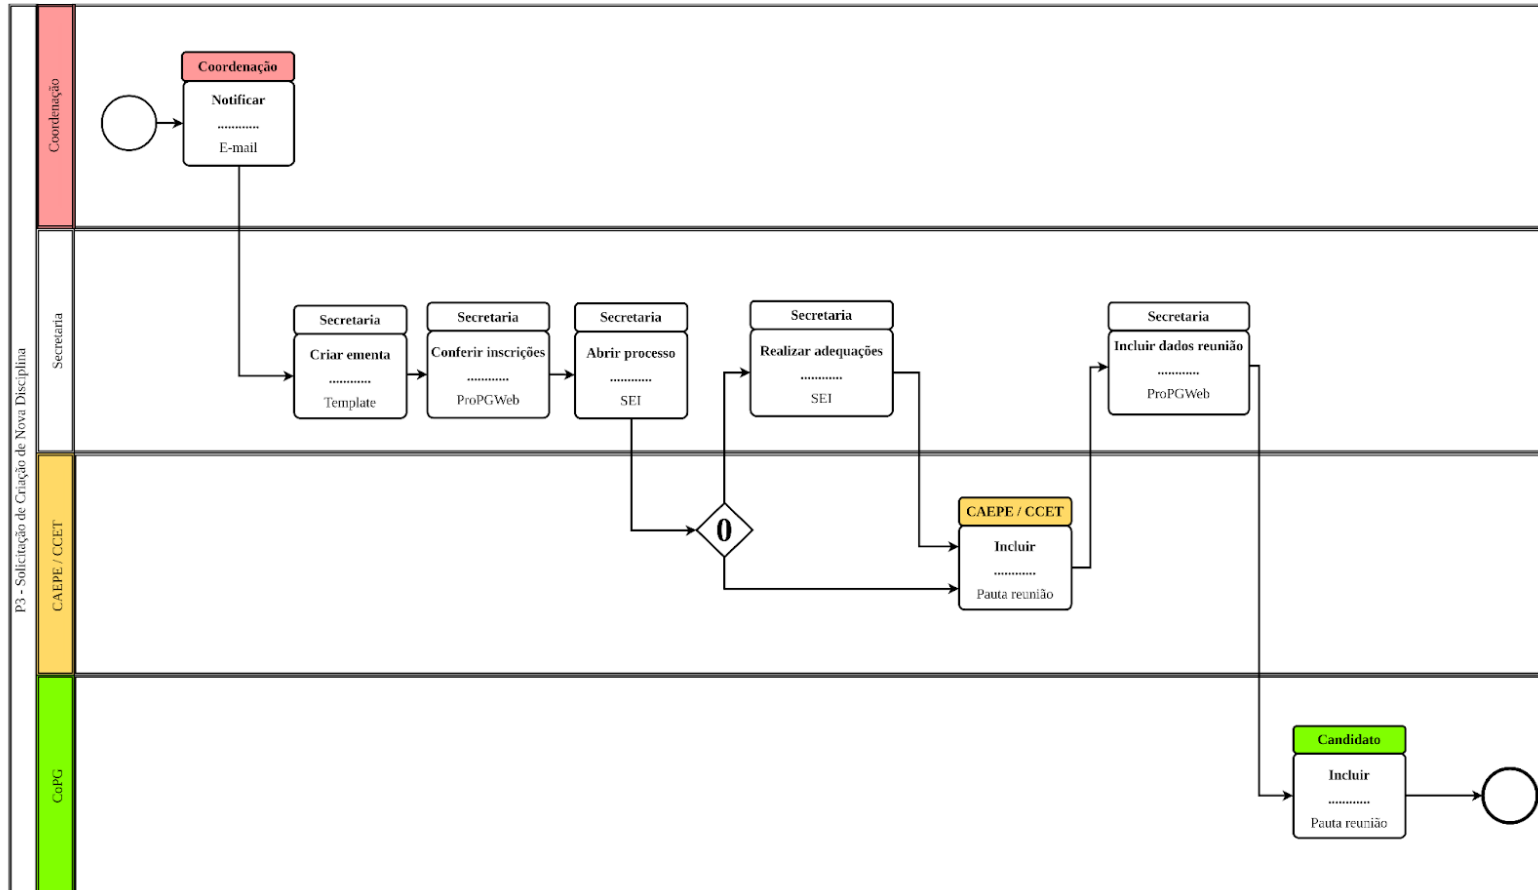 P3 - Solicitação de Criação de Nova Disciplina
Coordenação
Coordenação
Notificar
............
E-mail
Secretaria
Secretaria
Criar ementa
............
Template
Secretaria
Conferir inscrições
............
ProPGWeb
Secretaria
Abrir processo
............
SEI
Secretaria
Realizar adequações
............
SEI
Secretaria
Incluir dados reunião
............
ProPGWeb
CAEPE / CCET
0
CAEPE / CCET
Incluir
............
Pauta reunião
CoPG
Candidato
Incluir
............
Pauta reunião